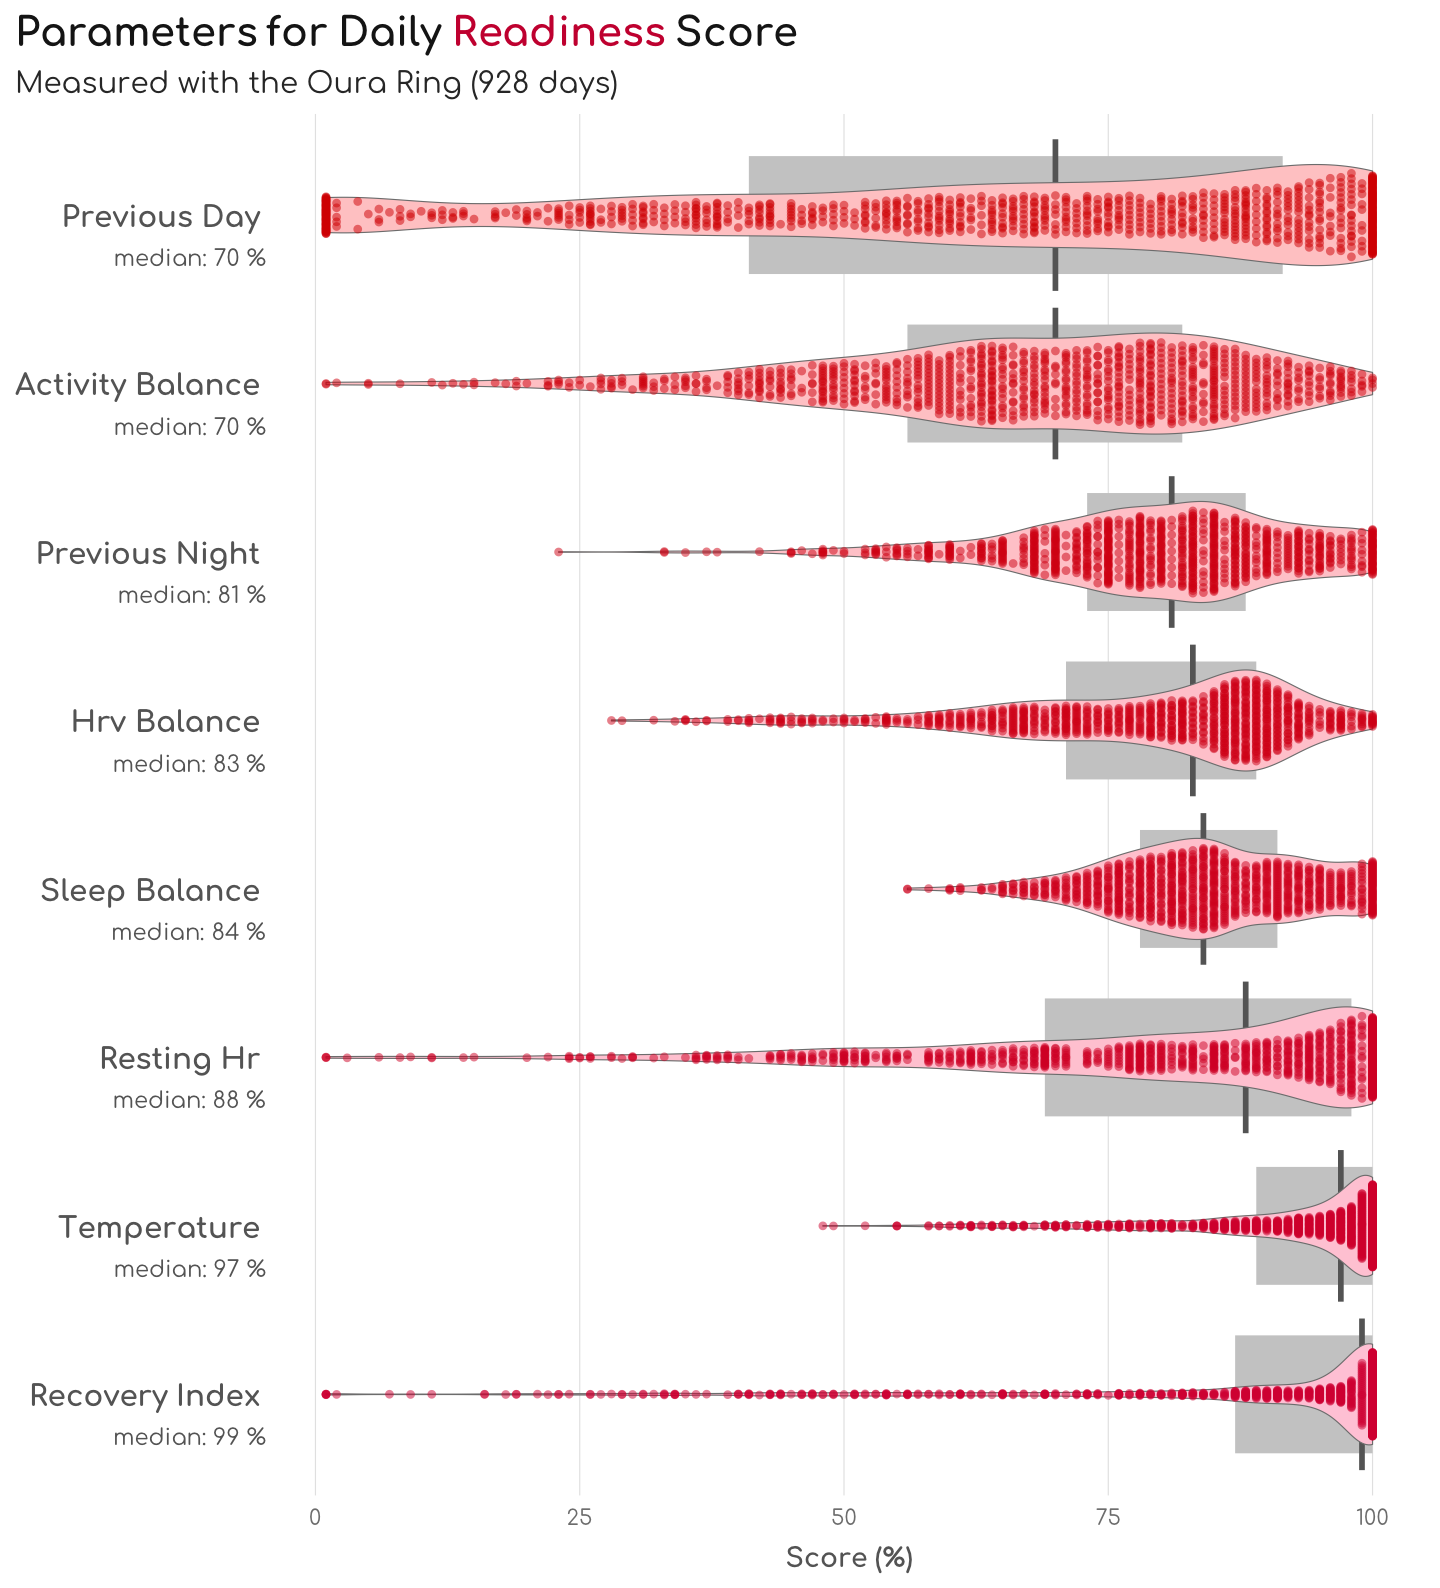 Parameters for Daily Readiness Score
Measured with the Oura Ring (928 days)
Previous Day
median: 70 %
Activity Balance
median: 70 %
Previous Night
median: 81 %
Hrv Balance
median: 83 %
Sleep Balance
median: 84 %
Resting Hr
median: 88 %
Temperature
median: 97 %
Recovery Index
median: 99 %
0 25 50 75 100
Score (%)